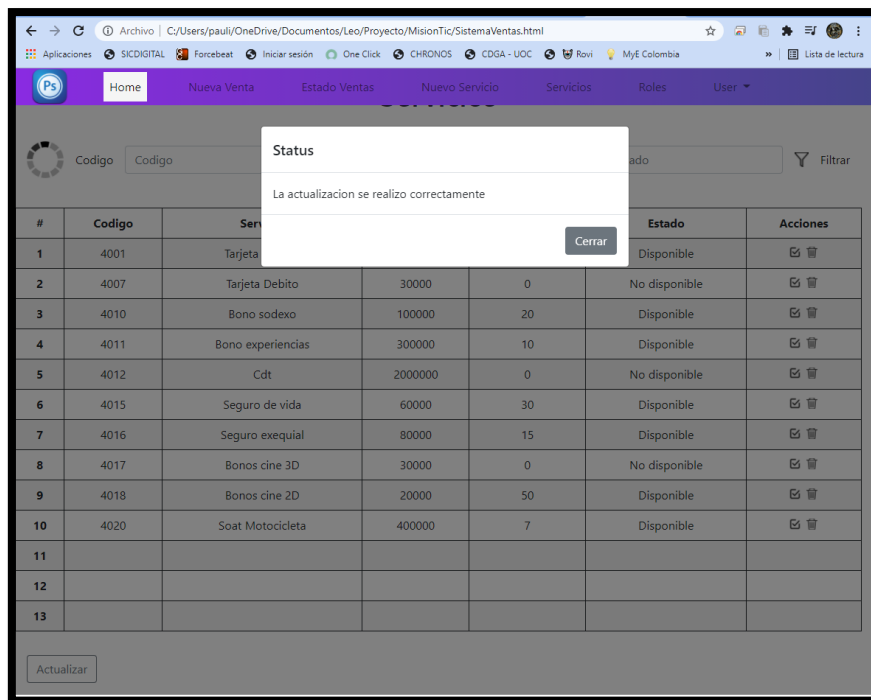 Archivo | C:/Users/pauli/OneDrive/Documentos/Leo/Proyecto/MisionTic/SistemaVentas.html
Aplicaciones SICDIGITAL Forcebeat Iniciar sesión One Click CHRONOS CDGA - UOC Rovi MyE Colombia » Lista de lectura
Ps Home Nueva Venta Estado Ventas Nuevo Servicio Servicios Roles User
Status
Codigo Codigo Filtrar
La actualizacion se realizo correctamente
Cerrar
# Codigo Estado Acciones
1 4001 Tarjeta Disponible
2 4007 Tarjeta Debito 30000 0 No disponible
3 4010 Bono sodexo 100000 20 Disponible
4 4011 Bono experiencias 300000 10 Disponible
5 4012 Cdt 2000000 0 No disponible
6 4015 Seguro de vida 60000 30 Disponible
7 4016 Seguro exequial 80000 15 Disponible
8 4017 Bonos cine 3D 30000 0 No disponible
9 4018 Bonos cine 2D 20000 50 Disponible
10 4020 Soat Motocicleta 400000 7 Disponible
11
12
13
Actualizar